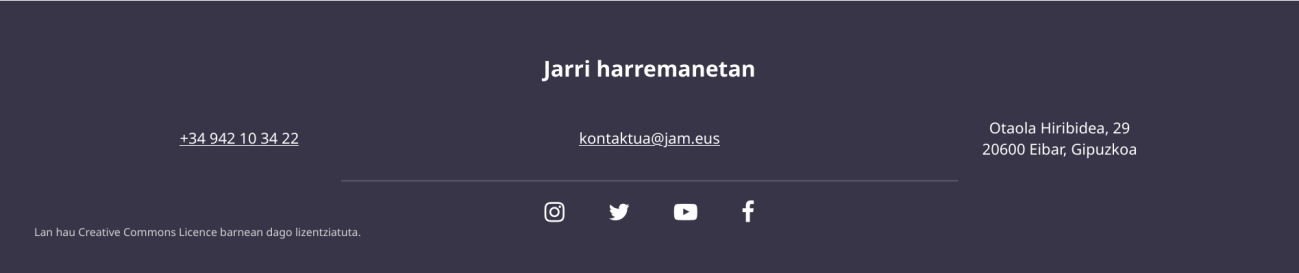 Jarri harremanetan
+34 942 10 34 22
kontaktua@jam.eus
Otaola Hiribidea, 29
20600 Eibar, Gipuzkoa
Lan hau Creative Commons Licence barnean dago lizentziatuta.